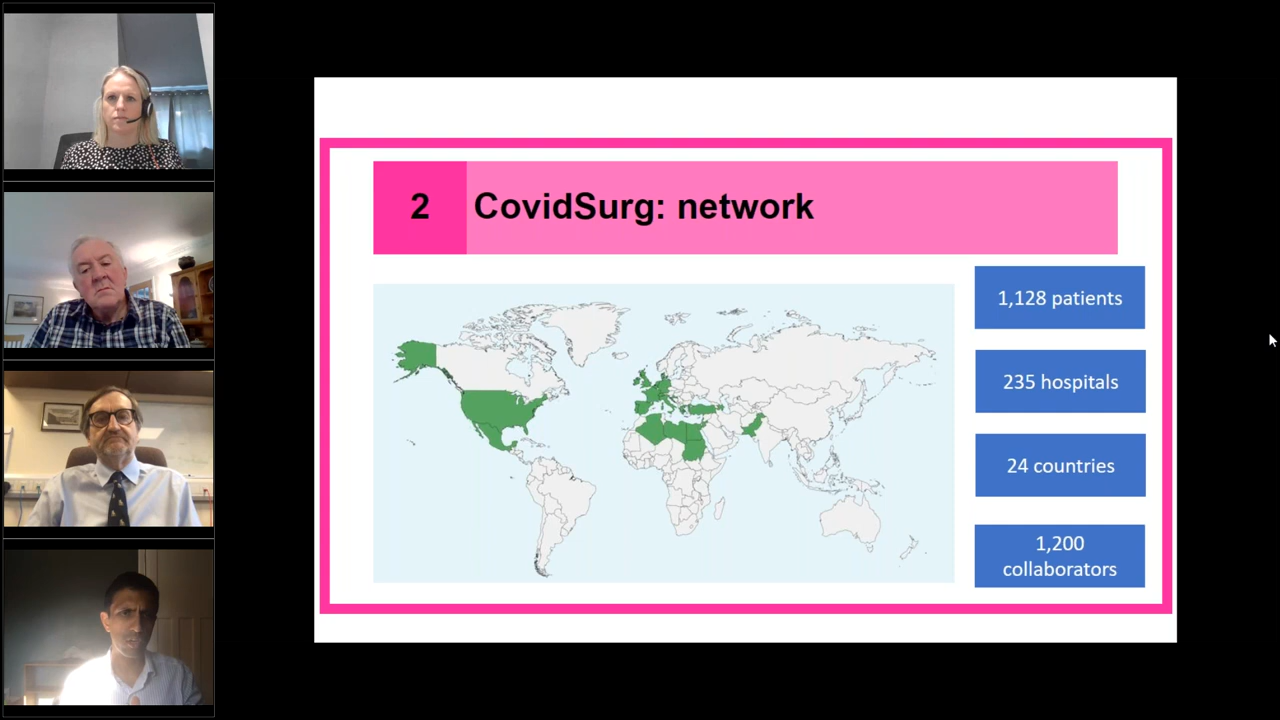 2 CovidSurg: network
1,128 patients
235 hospitals
24 countries
1,200
collaborators